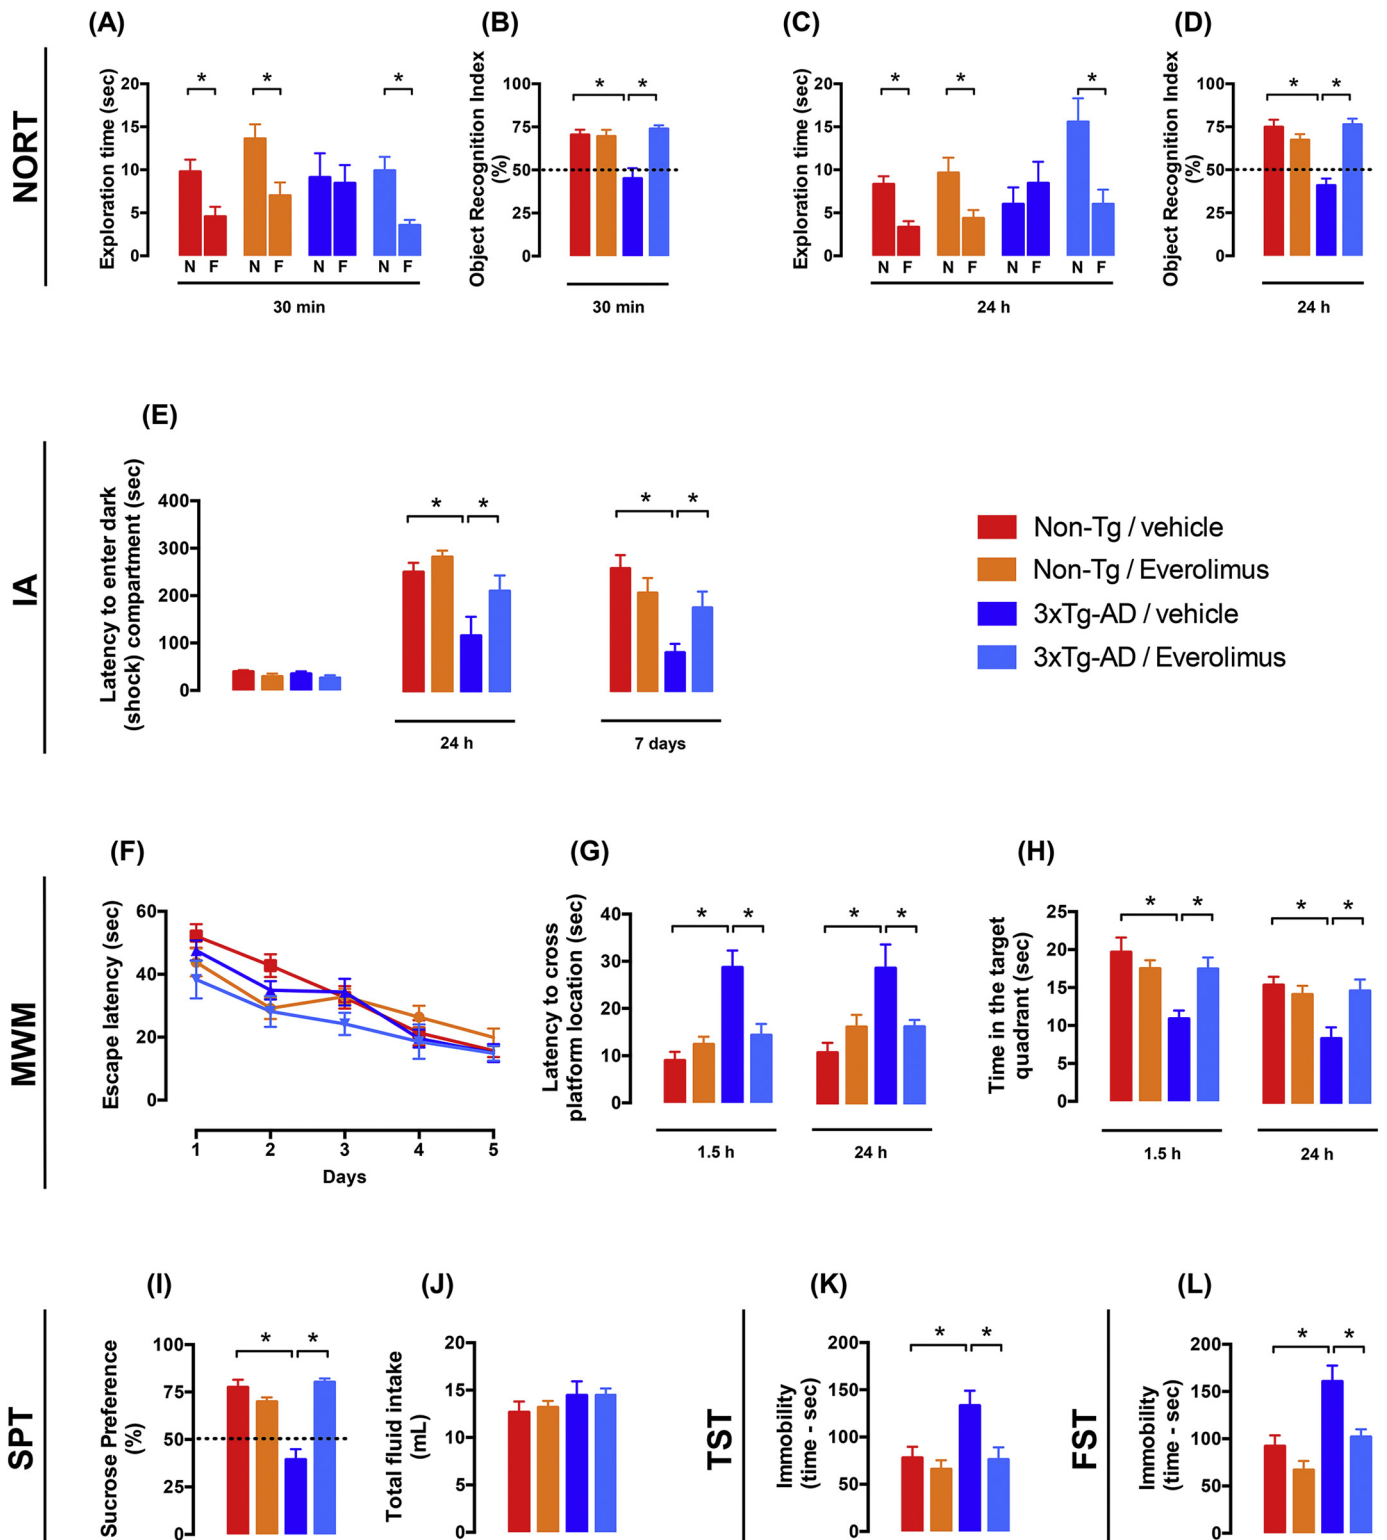 (A)
(B)
(C)
(D)
NORT
Exploration time (sec)
20
15
10
5
0
*
*
*
N F N F N F N F
30 min
Object Recognition Index
(%)
100
75
50
25
0
*
*
30 min
Exploration time (sec)
20
15
10
5
0
*
*
*
N F N F N F N F
24 h
Object Recognition Index
(%)
100
75
50
25
0
*
*
24 h
(E)
IA
Latency to enter dark
(shock) compartment (sec)
400
300
200
100
0
*
*
*
*
24 h
7 days
Non-Tg / vehicle
Non-Tg / Everolimus
3xTg-AD / vehicle
3xTg-AD / Everolimus
(F)
(G)
(H)
MWM
Escape latency (sec)
60
40
20
0
1 2 3 4 5
Days
Latency to cross
platform location (sec)
40
30
20
10
0
*
*
*
*
1.5 h
24 h
Time in the target
quadrant (sec)
25
20
15
10
5
0
*
*
*
*
1.5 h
24 h
(I)
(J)
(K)
(L)
SPT
Sucrose Preference
(%)
100
75
50
25
0
*
*
Total fluid intake
(mL)
20
15
10
5
0
TST
Immobility
(time - sec)
200
150
100
50
0
*
*
FST
Immobility
(time - sec)
200
150
100
50
0
*
*